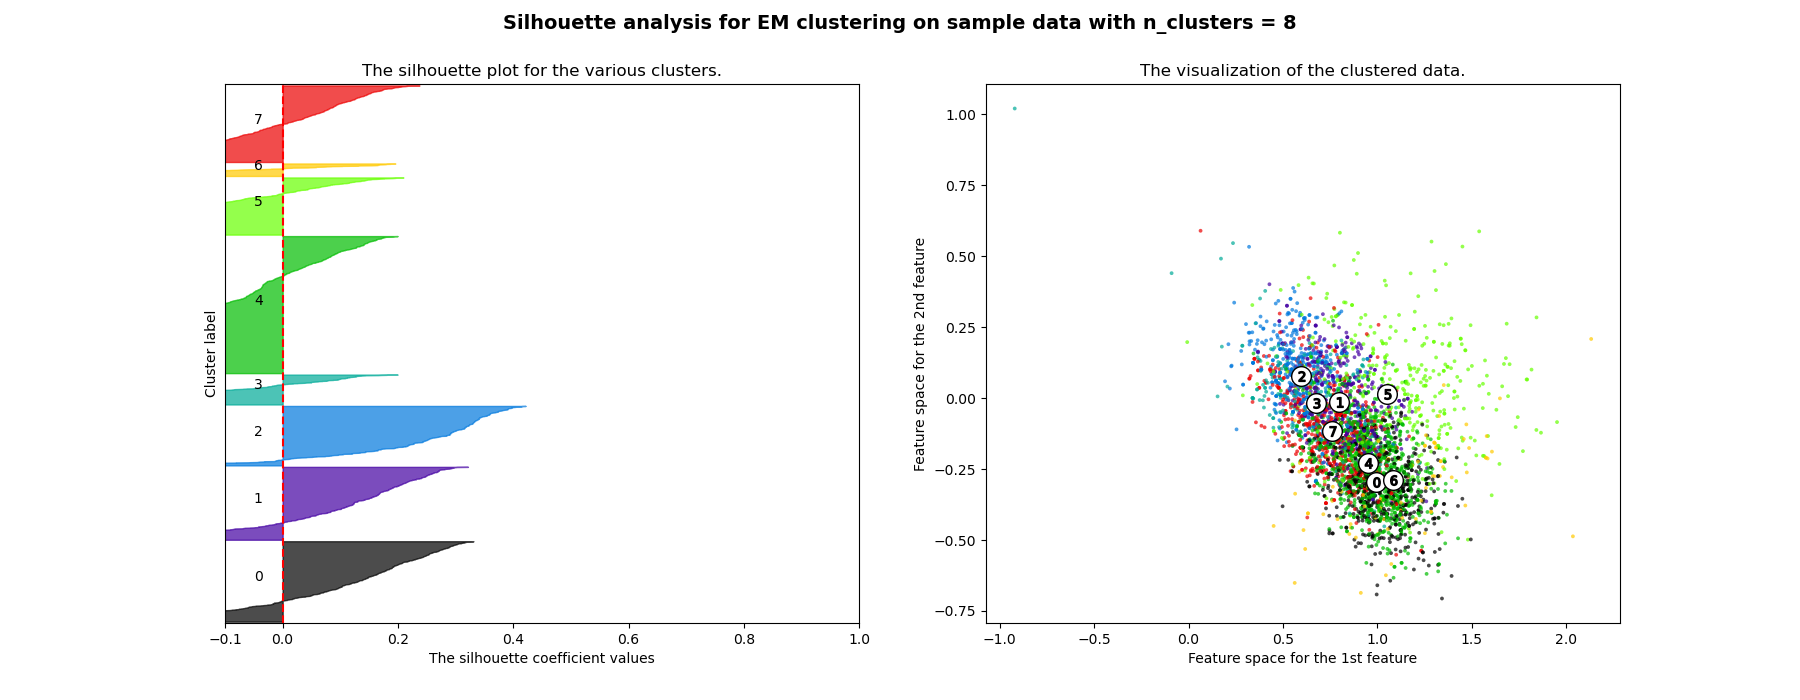 Silhouette analysis for EM clustering on sample data with n_clusters = 8
The silhouette plot for the various clusters.
Cluster label
7
6
5
4
3
2
1
0
−0.1 0.0 0.2 0.4 0.6 0.8 1.0
The silhouette coefficient values
The visualization of the clustered data.
Feature space for the 2nd feature
1.00
0.75
0.50
0.25
0.00
−0.25
−0.50
−0.75
2
5
3 1
7
4
0 6
−1.0 −0.5 0.0 0.5 1.0 1.5 2.0
Feature space for the 1st feature